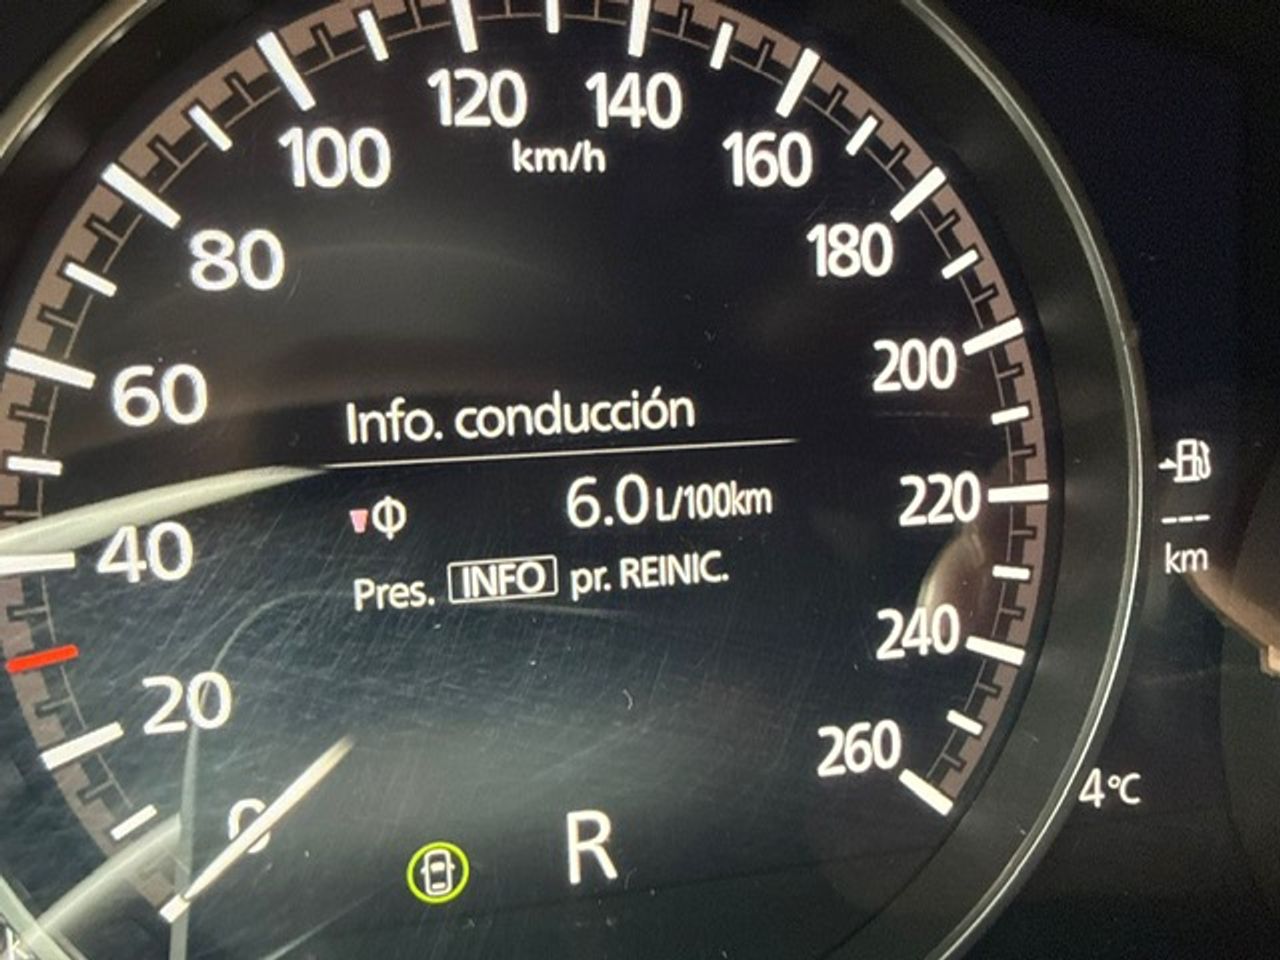 120 140
100 km/h 160
80 180
60 200
Info. conducción
Φ 6.0 L/100km 220
--- km
40
Pres. INFO pr. REINIC.
20 240
260
0 4°C
R